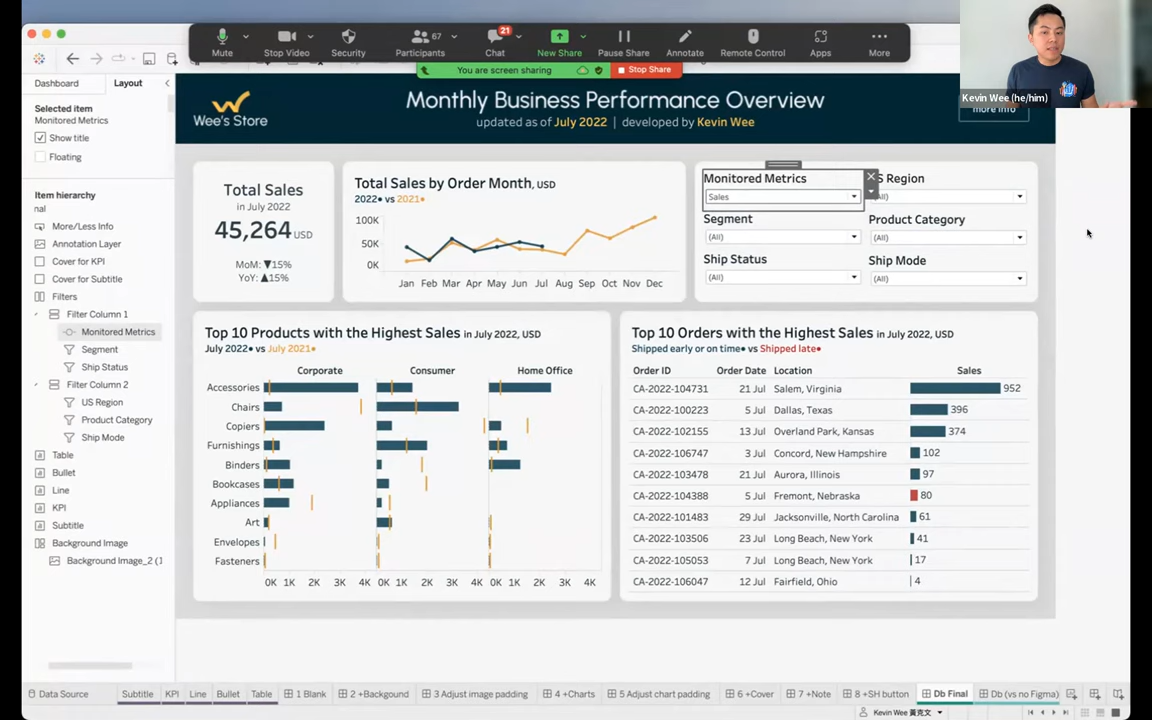 Mute
Stop Video
Security
Participants
67
Chat
21
New Share
Pause Share
Annotate
Remote Control
Apps
More
You are screen sharing
Stop Share
Kevin Wee (he/him)
Dashboard
Layout
Selected item
Monitored Metrics
Show title
Floating
Item hierarchy
nal
More/Less Info
Annotation Layer
Cover for KPI
Cover for Subtitle
Filters
Filter Column 1
Monitored Metrics
Segment
Ship Status
Filter Column 2
US Region
Product Category
Ship Mode
Table
Bullet
Line
KPI
Subtitle
Background Image
Background Image_2 (1
Wee's Store
Monthly Business Performance Overview
updated as of July 2022 | developed by Kevin Wee
more info
Total Sales
in July 2022
45,264 USD
MoM: ▼15%
YoY: ▲15%
Total Sales by Order Month, USD
2022• vs 2021•
100K
50K
0K
Jan Feb Mar Apr May Jun Jul Aug Sep Oct Nov Dec
Monitored Metrics
Sales
S Region
(All)
Segment
(All)
Product Category
(All)
Ship Status
(All)
Ship Mode
(All)
Top 10 Products with the Highest Sales in July 2022, USD
July 2022• vs July 2021•
Corporate Consumer Home Office
Accessories
Chairs
Copiers
Furnishings
Binders
Bookcases
Appliances
Art
Envelopes
Fasteners
0K 1K 2K 3K 4K 0K 1K 2K 3K 4K 0K 1K 2K 3K 4K
Top 10 Orders with the Highest Sales in July 2022, USD
Shipped early or on time• vs Shipped late•
Order ID Order Date Location Sales
CA-2022-104731 21 Jul Salem, Virginia 952
CA-2022-100223 5 Jul Dallas, Texas 396
CA-2022-102155 13 Jul Overland Park, Kansas 374
CA-2022-106747 3 Jul Concord, New Hampshire 102
CA-2022-103478 21 Jul Aurora, Illinois 97
CA-2022-104388 5 Jul Fremont, Nebraska 80
CA-2022-101483 29 Jul Jacksonville, North Carolina 61
CA-2022-103506 23 Jul Long Beach, New York 41
CA-2022-105053 7 Jul Long Beach, New York 17
CA-2022-106047 12 Jul Fairfield, Ohio 4
Data Source
Subtitle
KPI
Line
Bullet
Table
1 Blank
2 +Backgound
3 Adjust image padding
4 +Charts
5 Adjust chart padding
6 +Cover
7 +Note
8 +SH button
Db Final
Db (vs no Figma)
Kevin Wee 黃克文